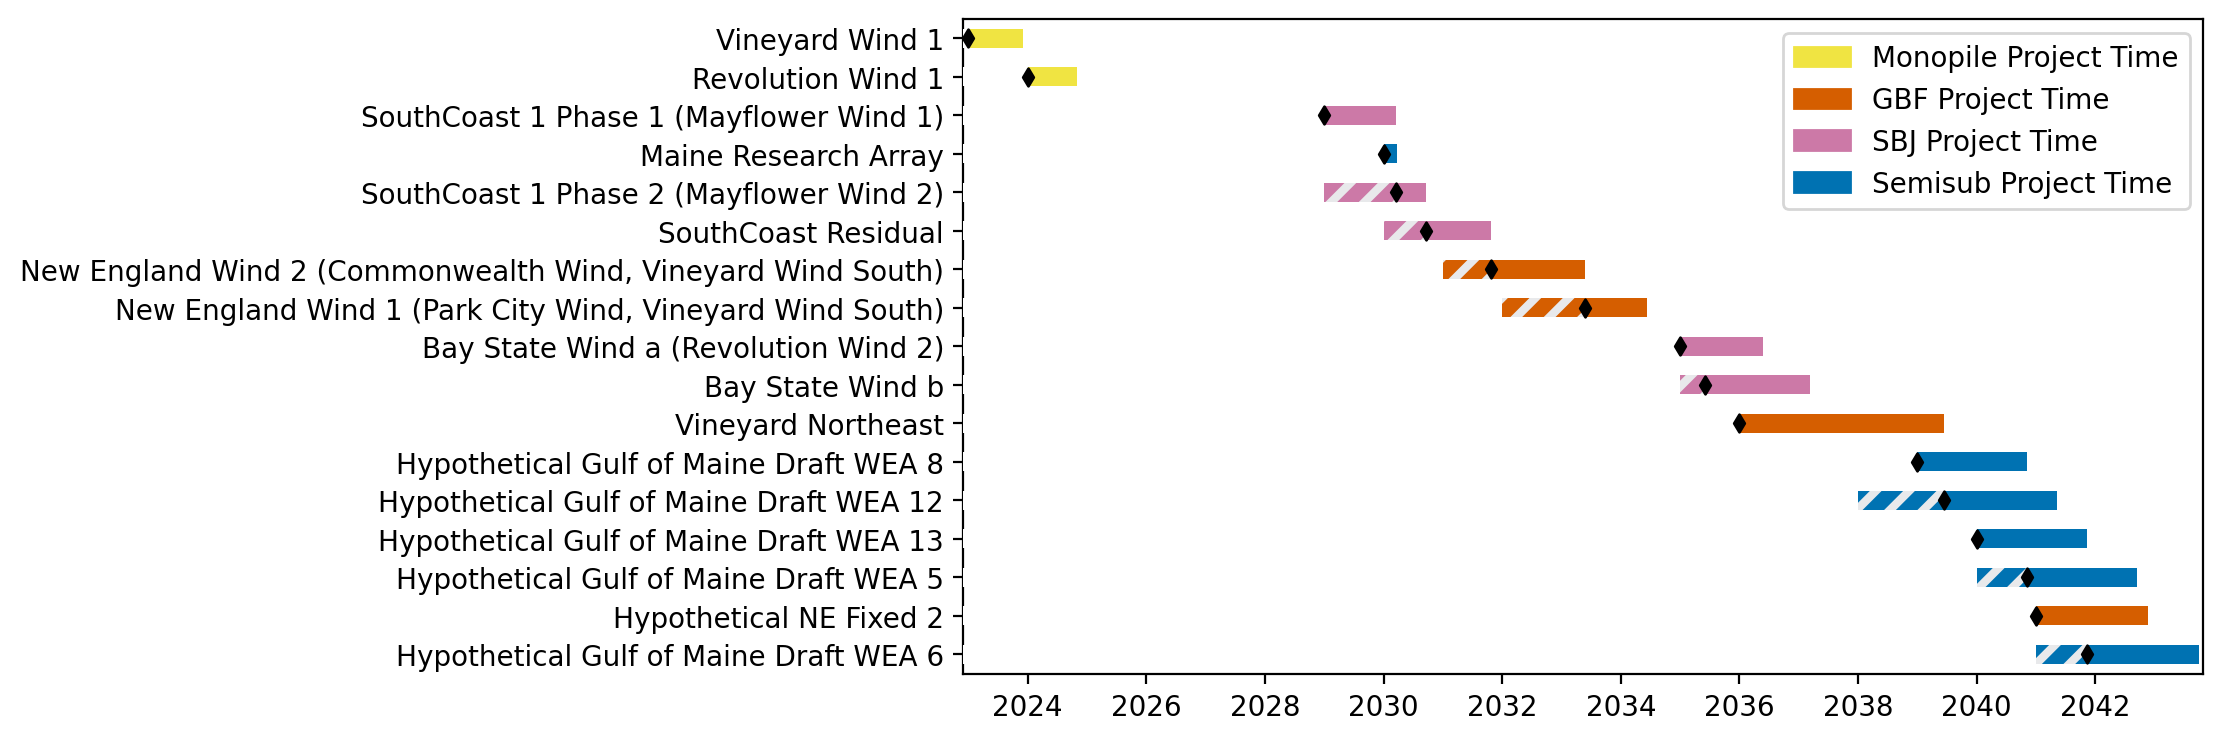 Vineyard Wind 1
Revolution Wind 1
SouthCoast 1 Phase 1 (Mayflower Wind 1)
Maine Research Array
SouthCoast 1 Phase 2 (Mayflower Wind 2)
SouthCoast Residual
New England Wind 2 (Commonwealth Wind, Vineyard Wind South)
New England Wind 1 (Park City Wind, Vineyard Wind South)
Bay State Wind a (Revolution Wind 2)
Bay State Wind b
Vineyard Northeast
Hypothetical Gulf of Maine Draft WEA 8
Hypothetical Gulf of Maine Draft WEA 12
Hypothetical Gulf of Maine Draft WEA 13
Hypothetical Gulf of Maine Draft WEA 5
Hypothetical NE Fixed 2
Hypothetical Gulf of Maine Draft WEA 6
Monopile Project Time
GBF Project Time
SBJ Project Time
Semisub Project Time
2024 2026 2028 2030 2032 2034 2036 2038 2040 2042